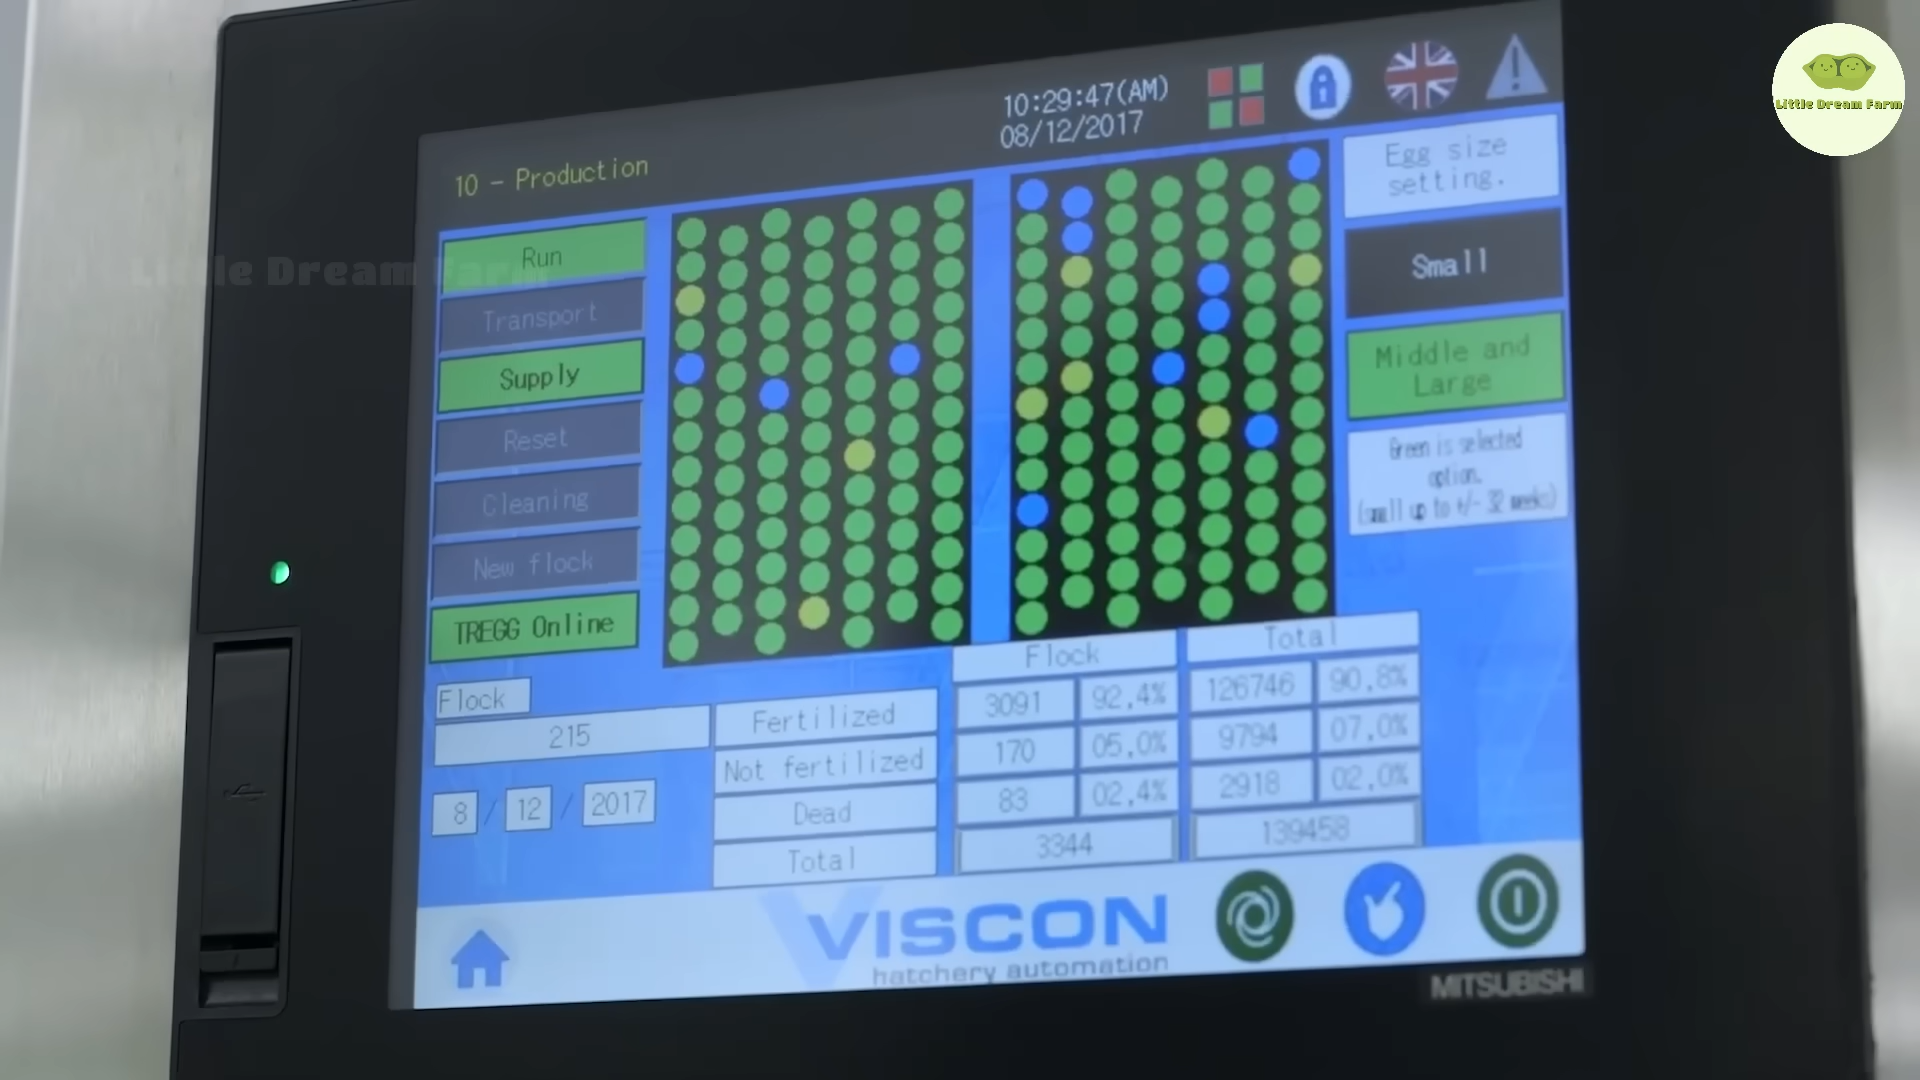 10:29:47(AM)
08/12/2017
10 - Production
Little Dream Farm
Egg size
setting.
Small
Middle and
Large
Green is selected
option.
(small up to +/- 32 weeks)
Run
Transport
Supply
Reset
Cleaning
New flock
TREGG Online
Little Dream Farm
Flock
215
8 / 12 / 2017
Flock Total
Fertilized 3091 92,4% 126746 90,8%
Not fertilized 170 05,0% 9794 07,0%
Dead 83 02,4% 2918 02,0%
Total 3344 139458
VISCON
hatchery automation
MITSUBISHI